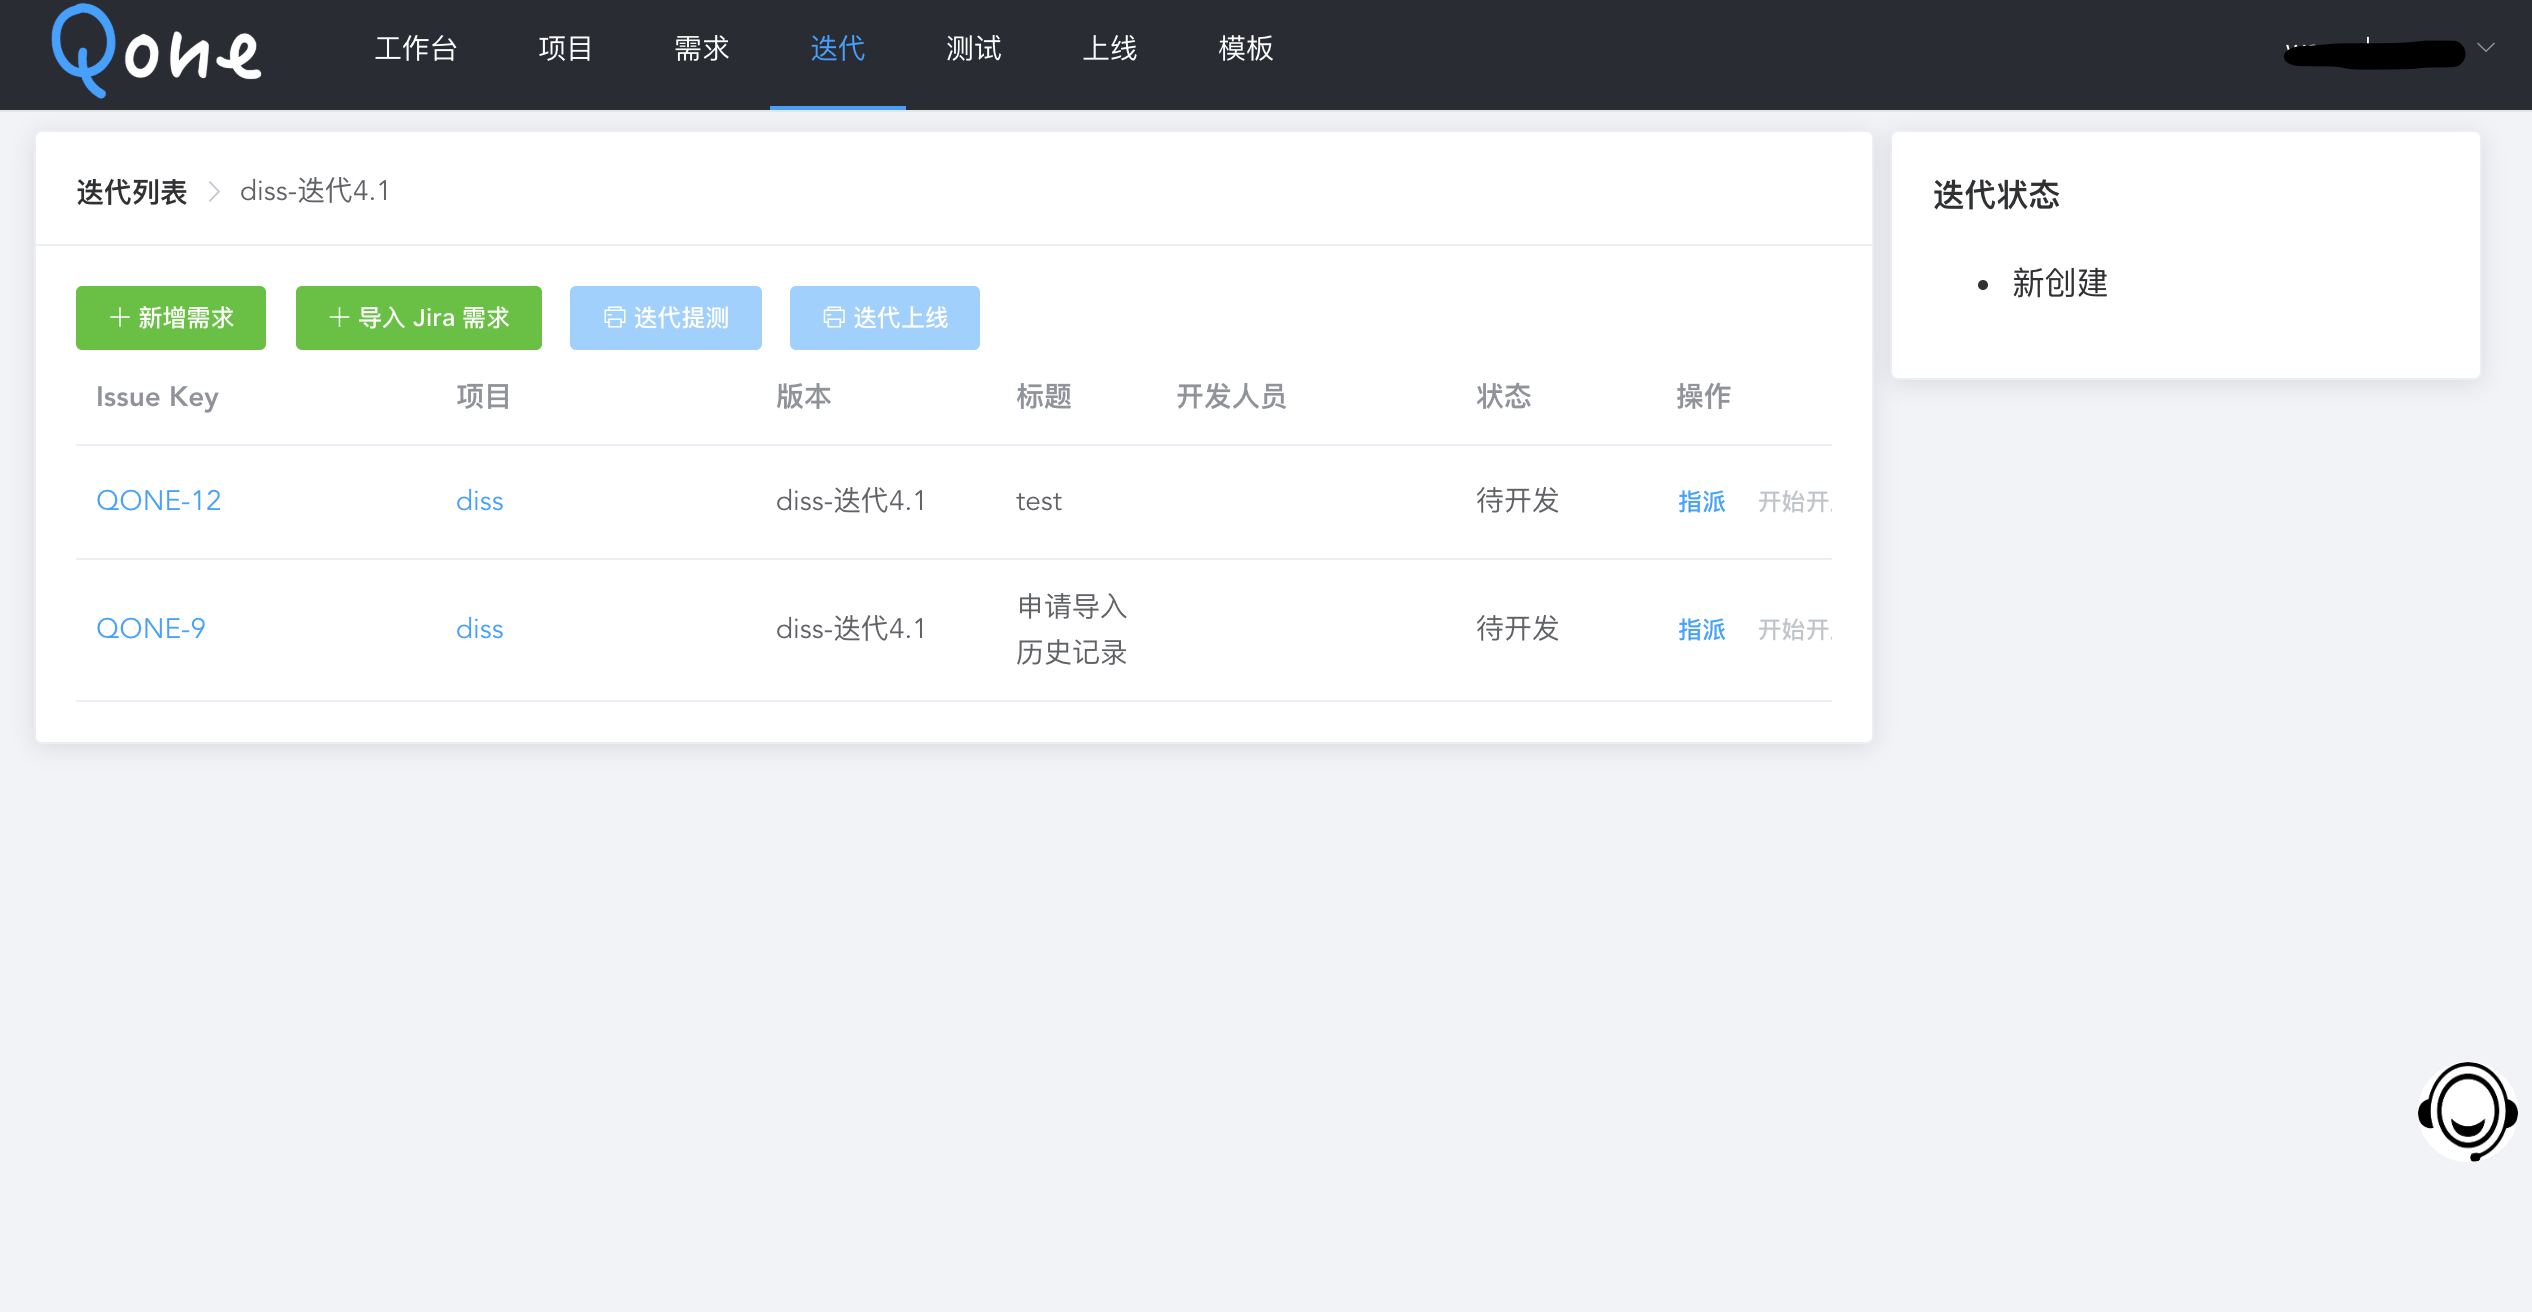 Qone 工作台 项目 需求 迭代 测试 上线 模板
迭代列表 > diss-迭代4.1
迭代状态
• 新创建
+ 新增需求 + 导入 Jira 需求 迭代提测 迭代上线
Issue Key 项目 版本 标题 开发人员 状态 操作
QONE-12 diss diss-迭代4.1 test 待开发 指派 开始开
QONE-9 diss diss-迭代4.1 申请导入 待开发 指派 开始开
历史记录